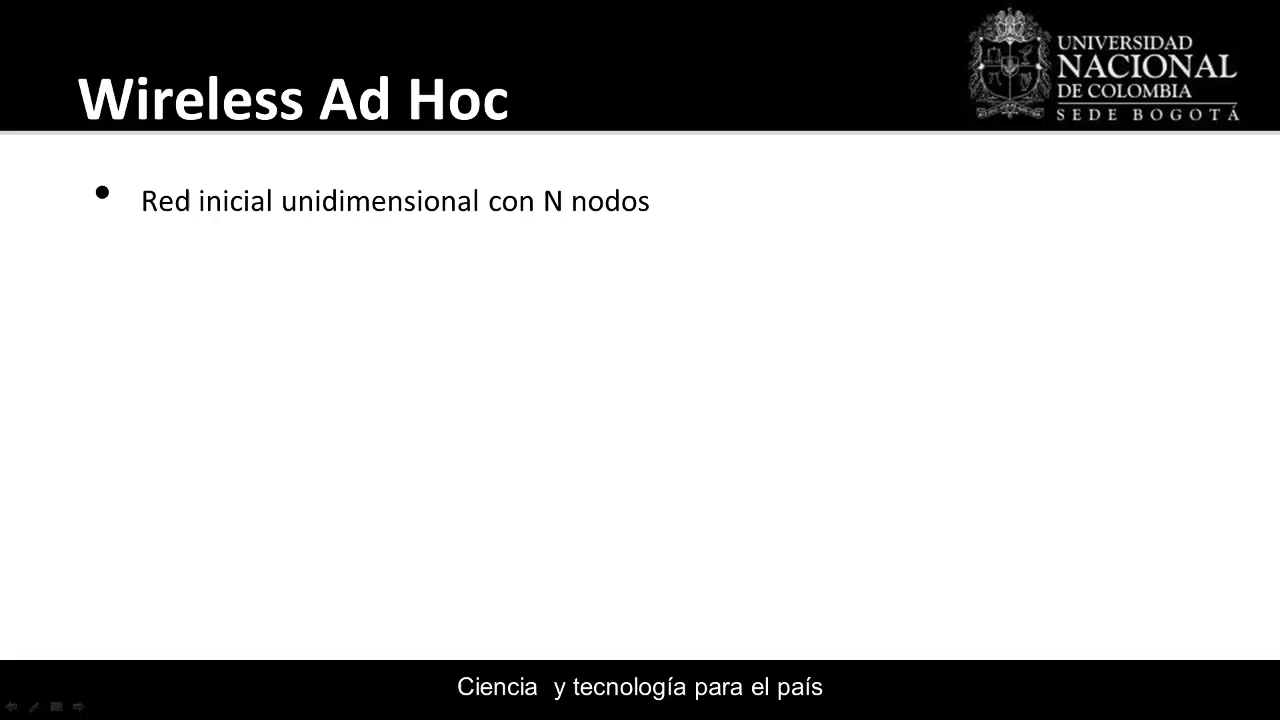 Wireless Ad Hoc
UNIVERSIDAD
NACIONAL
DE COLOMBIA
SEDE BOGOTÁ
• Red inicial unidimensional con N nodos
Ciencia y tecnología para el país